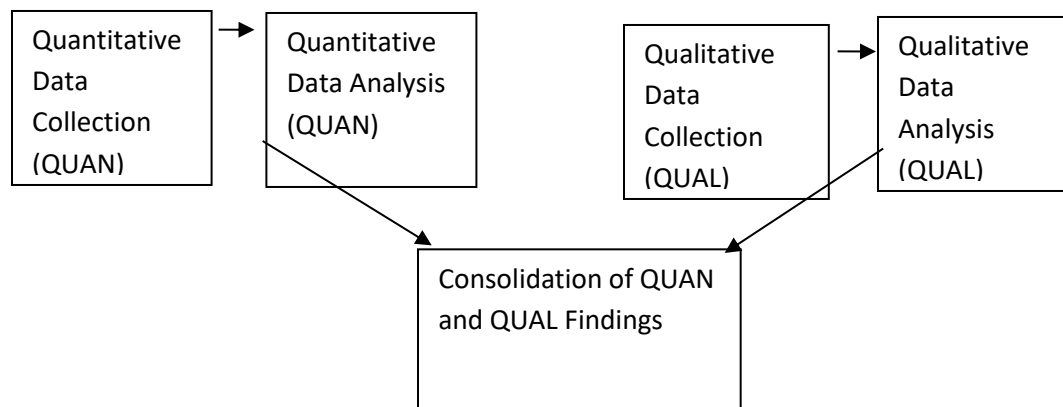 Quantitative
Data
Collection
(QUAN)
Quantitative
Data Analysis
(QUAN)
Qualitative
Data
Collection
(QUAL)
Qualitative
Data
Analysis
(QUAL)
Consolidation of QUAN
and QUAL Findings